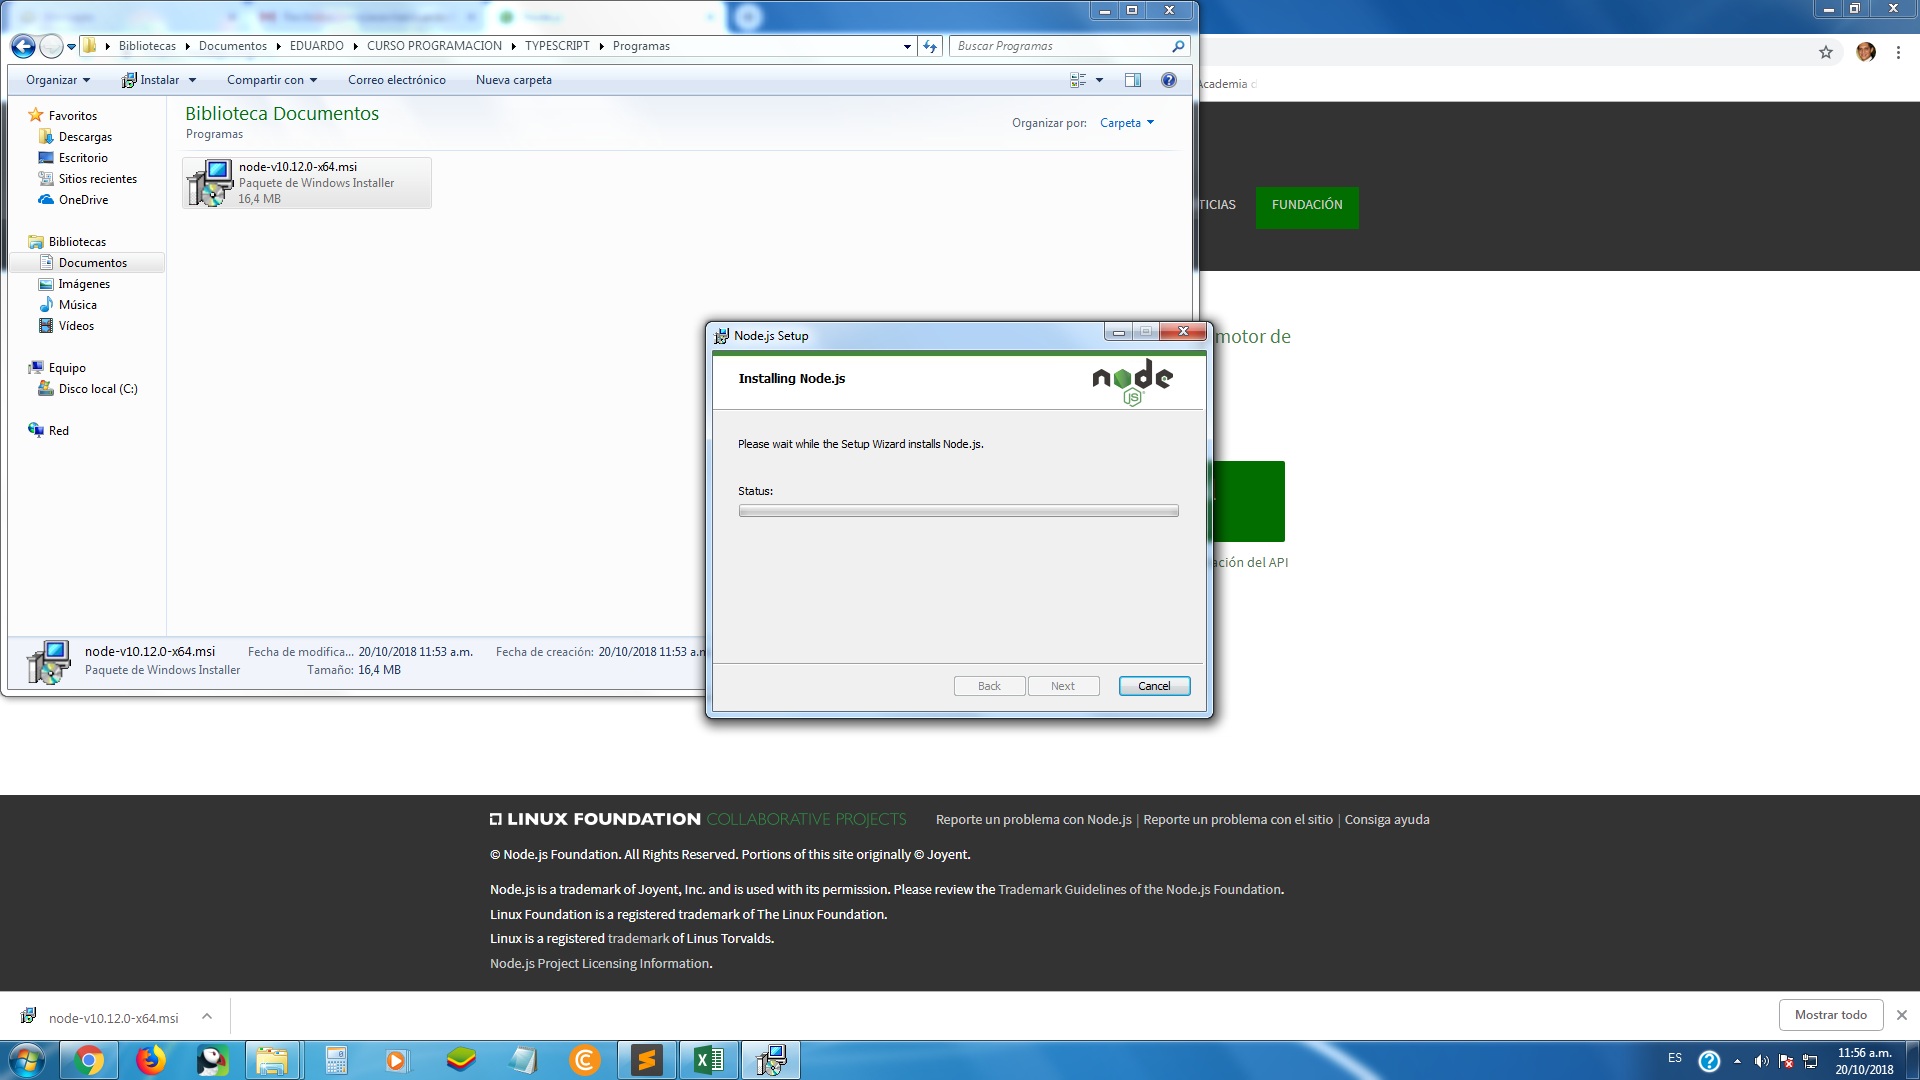 Bibliotecas
Documentos
EDUARDO
CURSO PROGRAMACION
TYPESCRIPT
Programas
Buscar Programas
Organizar
Instalar
Compartir con
Correo electrónico
Nueva carpeta
Academia d
Favoritos
Descargas
Escritorio
Sitios recientes
OneDrive
Bibliotecas
Documentos
Imágenes
Música
Vídeos
Equipo
Disco local (C:)
Red
Biblioteca Documentos
Programas
Organizar por: Carpeta
node-v10.12.0-x64.msi
Paquete de Windows Installer
16,4 MB
TICIAS
FUNDACIÓN
motor de
ación del API
Node.js Setup
Installing Node.js
node
JS
Please wait while the Setup Wizard installs Node.js.
Status:
Back
Next
Cancel
node-v10.12.0-x64.msi
Fecha de modifica... 20/10/2018 11:53 a.m.
Fecha de creación: 20/10/2018 11:53 a.m
Paquete de Windows Installer
Tamaño: 16,4 MB
LINUX FOUNDATION COLLABORATIVE PROJECTS
Reporte un problema con Node.js | Reporte un problema con el sitio | Consiga ayuda
© Node.js Foundation. All Rights Reserved. Portions of this site originally © Joyent.
Node.js is a trademark of Joyent, Inc. and is used with its permission. Please review the Trademark Guidelines of the Node.js Foundation.
Linux Foundation is a registered trademark of The Linux Foundation.
Linux is a registered trademark of Linus Torvalds.
Node.js Project Licensing Information.
node-v10.12.0-x64.msi
Mostrar todo
ES
11:56 a.m.
20/10/2018